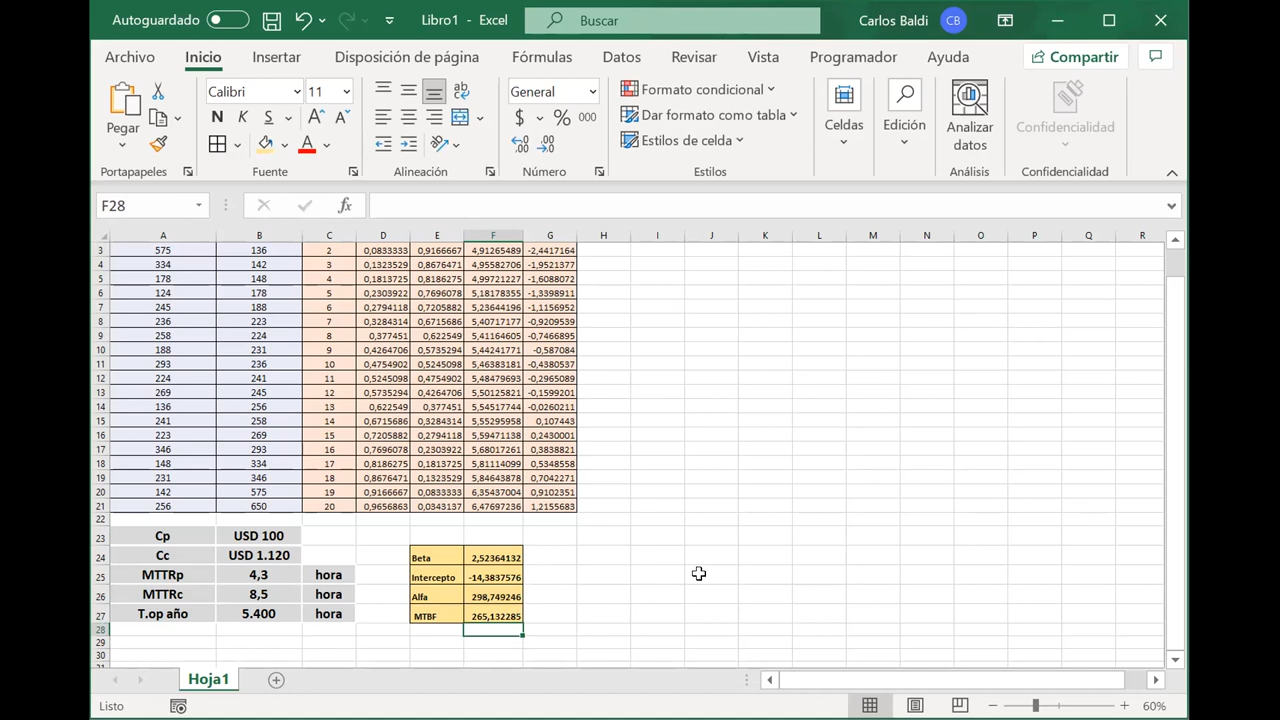 Autoguardado Libro1 - Excel Buscar Carlos Baldi CB
Archivo Inicio Insertar Disposición de página Fórmulas Datos Revisar Vista Programador Ayuda Compartir
Pegar Calibri 11 General Formato condicional Celdas Edición Analizar datos Confidencialidad
N K S $ % 000 Dar formato como tabla
Estilos de celda
Portapapeles Fuente Alineación Número Estilos Análisis Confidencialidad
F28 fx
A B C D E F G H I J K L M N O P Q R
3 575 136 2 0,0833333 0,9166667 4,91265489 -2,4417164
4 334 142 3 0,1323529 0,8676471 4,95582706 -1,9521377
5 178 148 4 0,1813725 0,8186275 4,99721227 -1,6088072
6 124 178 5 0,2303922 0,7696078 5,18178355 -1,3398911
7 245 188 6 0,2794118 0,7205882 5,23644196 -1,1156952
8 236 223 7 0,3284314 0,6715686 5,40717177 -0,9209539
9 258 224 8 0,377451 0,622549 5,41164605 -0,7466895
10 188 231 9 0,4264706 0,5735294 5,44241771 -0,587084
11 293 236 10 0,4754902 0,5245098 5,46383181 -0,4380537
12 224 241 11 0,5245098 0,4754902 5,48479693 -0,2965089
13 269 245 12 0,5735294 0,4264706 5,50125821 -0,1599201
14 136 256 13 0,622549 0,377451 5,54517744 -0,0260211
15 241 258 14 0,6715686 0,3284314 5,55295958 0,107443
16 223 269 15 0,7205882 0,2794118 5,59471138 0,2430001
17 346 293 16 0,7696078 0,2303922 5,68017261 0,3838821
18 148 334 17 0,8186275 0,1813725 5,81114099 0,5348558
19 231 346 18 0,8676471 0,1323529 5,84643878 0,7042271
20 142 575 19 0,9166667 0,0833333 6,35437004 0,9102351
21 256 650 20 0,9656863 0,0343137 6,47697236 1,2155683
22
23 Cp USD 100
24 Cc USD 1.120 Beta 2,52364132
25 MTTRp 4,3 hora Intercepto -14,3837576
26 MTTRc 8,5 hora Alfa 298,749246
27 T.op año 5.400 hora MTBF 265,132285
28
29
30
Hoja1
Listo 60%